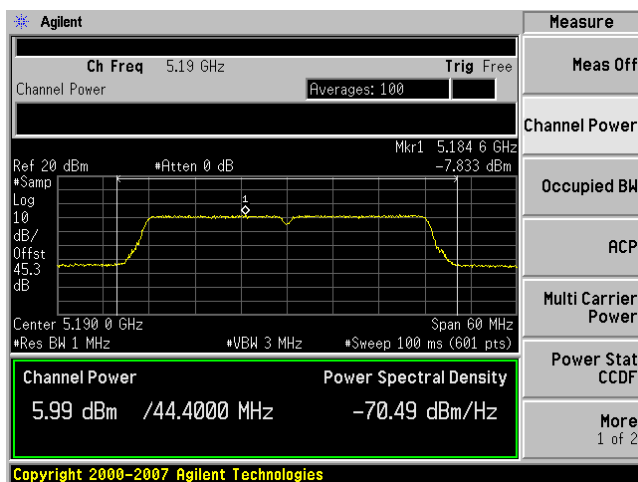 Agilent
Measure
Ch Freq 5.19 GHz Trig Free
Meas Off
Channel Power Averages: 100
Channel Power
Mkr1 5.184 6 GHz
Ref 20 dBm #Atten 0 dB -7.833 dBm
#Samp
Log
1
10
dB/
Offst
45.3
dB
Occupied BW
ACP
Multi Carrier
Power
Center 5.190 0 GHz Span 60 MHz
#Res BW 1 MHz #VBW 3 MHz #Sweep 100 ms (601 pts)
Power Stat
CCDF
Channel Power Power Spectral Density
5.99 dBm /44.4000 MHz -70.49 dBm/Hz
More
1 of 2
Copyright 2000-2007 Agilent Technologies